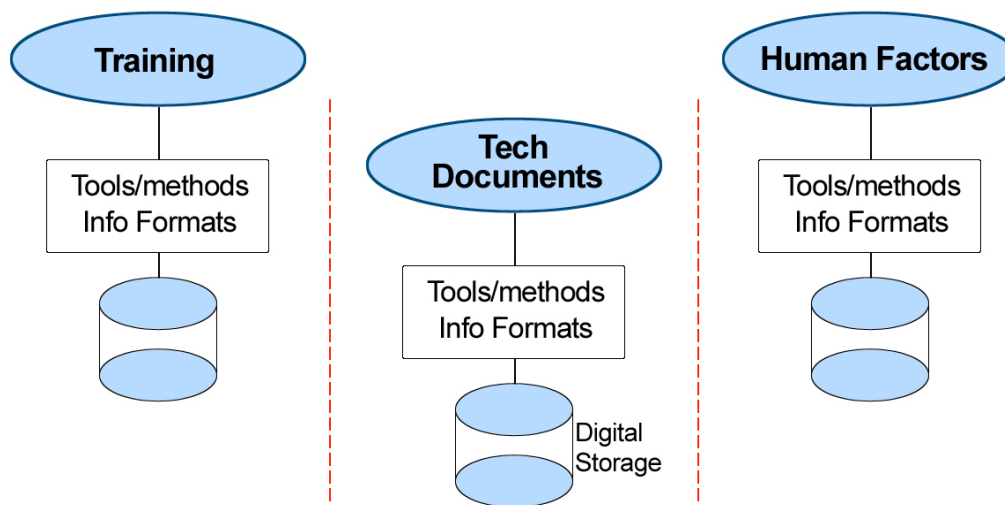 Training
Tools/methods
Info Formats
Tech
Documents
Tools/methods
Info Formats
Digital
Storage
Human Factors
Tools/methods
Info Formats